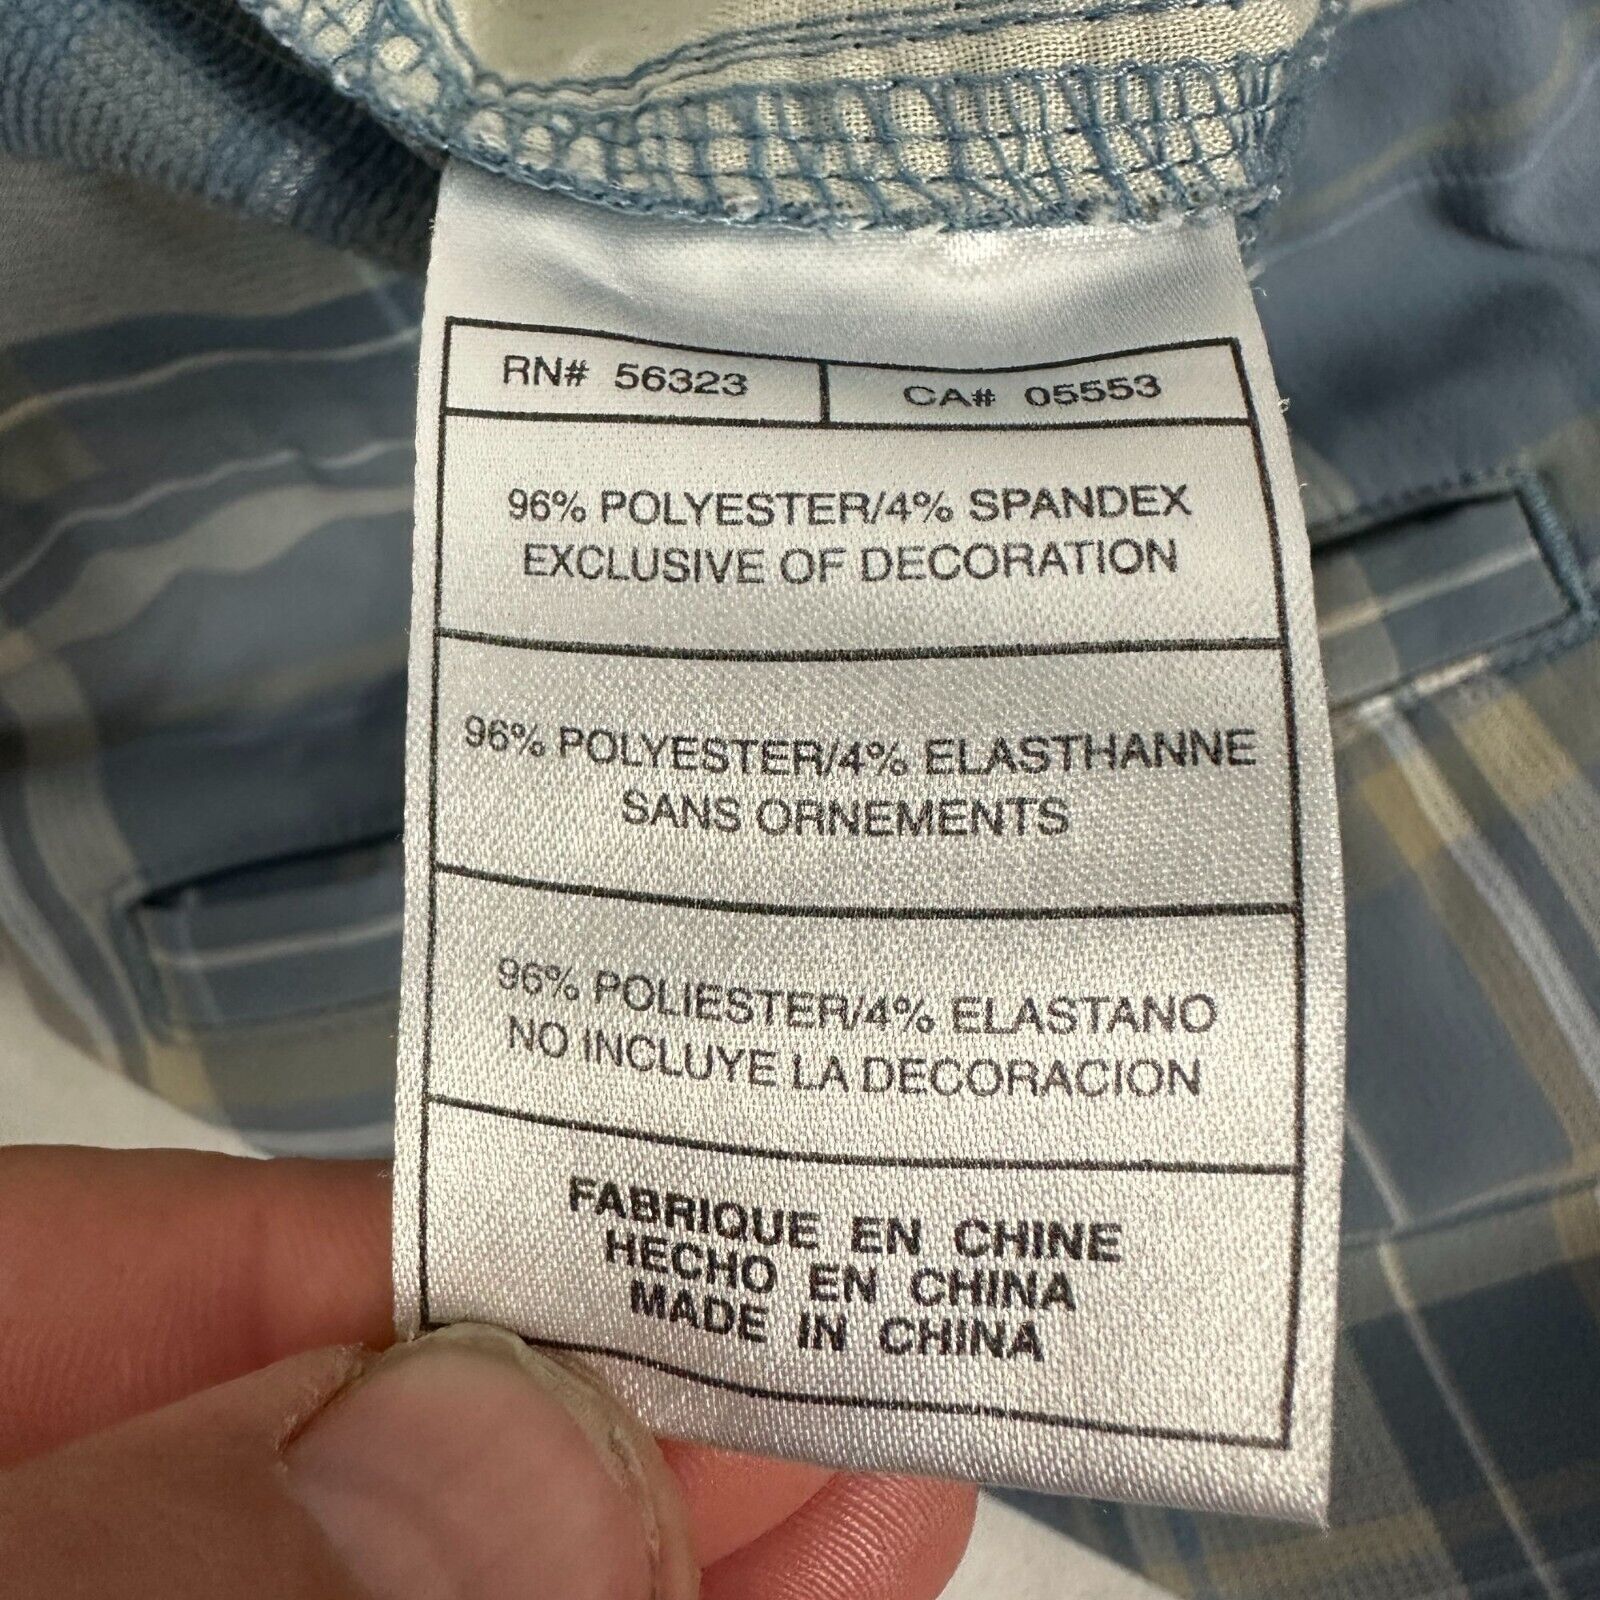 RN# 56323 CA# 05553
96% POLYESTER/4% SPANDEX
EXCLUSIVE OF DECORATION
96% POLYESTER/4% ELASTHANNE
SANS ORNEMENTS
96% POLIESTER/4% ELASTANO
NO INCLUYE LA DECORACION
FABRIQUE EN CHINE
HECHO EN CHINA
MADE IN CHINA